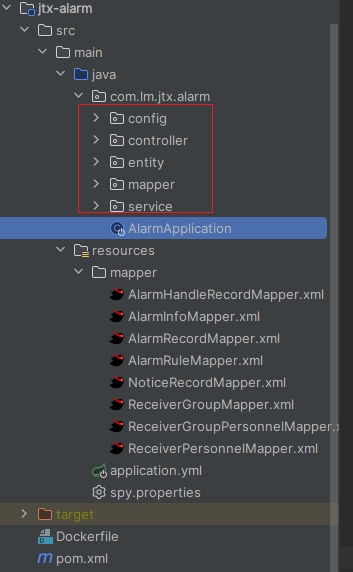 jtx-alarm
src
main
java
com.lm.jtx.alarm
config
controller
entity
mapper
service
AlarmApplication
resources
mapper
AlarmHandleRecordMapper.xml
AlarmInfoMapper.xml
AlarmRecordMapper.xml
AlarmRuleMapper.xml
NoticeRecordMapper.xml
ReceiverGroupMapper.xml
ReceiverGroupPersonnelMapper.x
ReceiverPersonnelMapper.xml
application.yml
spy.properties
target
Dockerfile
pom.xml